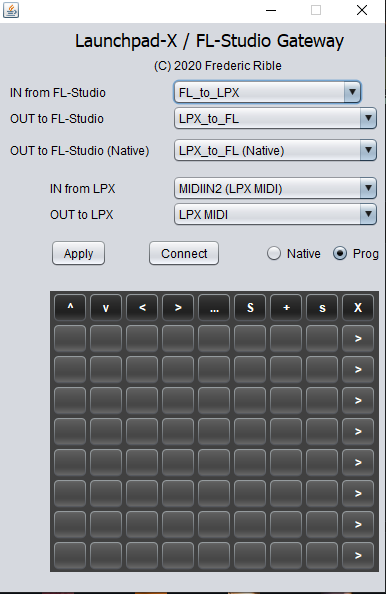 Launchpad-X / FL-Studio Gateway
(C) 2020 Frederic Rible
IN from FL-Studio FL_to_LPX
OUT to FL-Studio LPX_to_FL
OUT to FL-Studio (Native) LPX_to_FL (Native)
IN from LPX MIDIIN2 (LPX MIDI)
OUT to LPX LPX MIDI
Apply Connect Native Prog
^ v < > ... S + s X
>
>
>
>
>
>
>
>